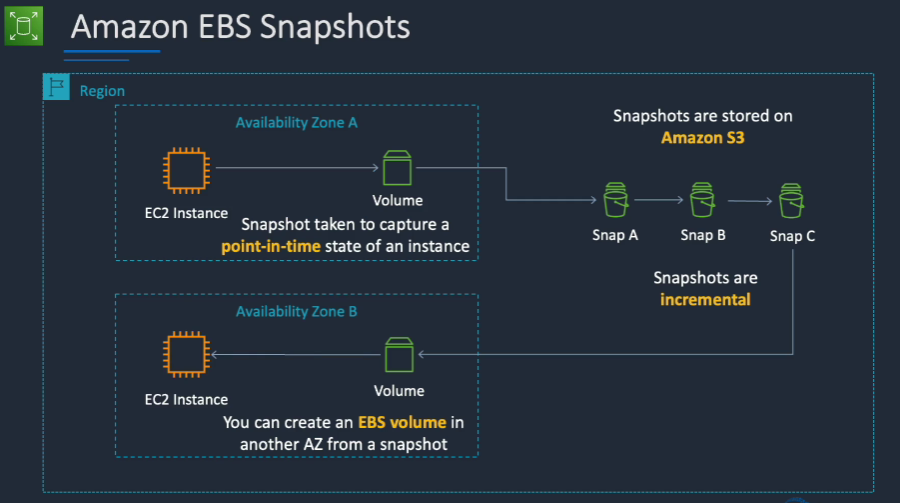 Amazon EBS Snapshots
Region
Availability Zone A
EC2 Instance
Volume
Snapshot taken to capture a
point-in-time state of an instance
Snapshots are stored on
Amazon S3
Snap A
Snap B
Snap C
Snapshots are
incremental
Availability Zone B
EC2 Instance
Volume
You can create an EBS volume in
another AZ from a snapshot